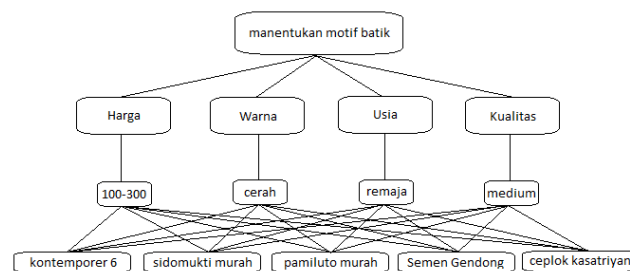 manentukan motif batik
Harga
Warna
Usia
Kualitas
100-300
cerah
remaja
medium
kontemporer 6
sidomukti murah
pamiluto murah
Semen Gendong
ceplok kasatriyan